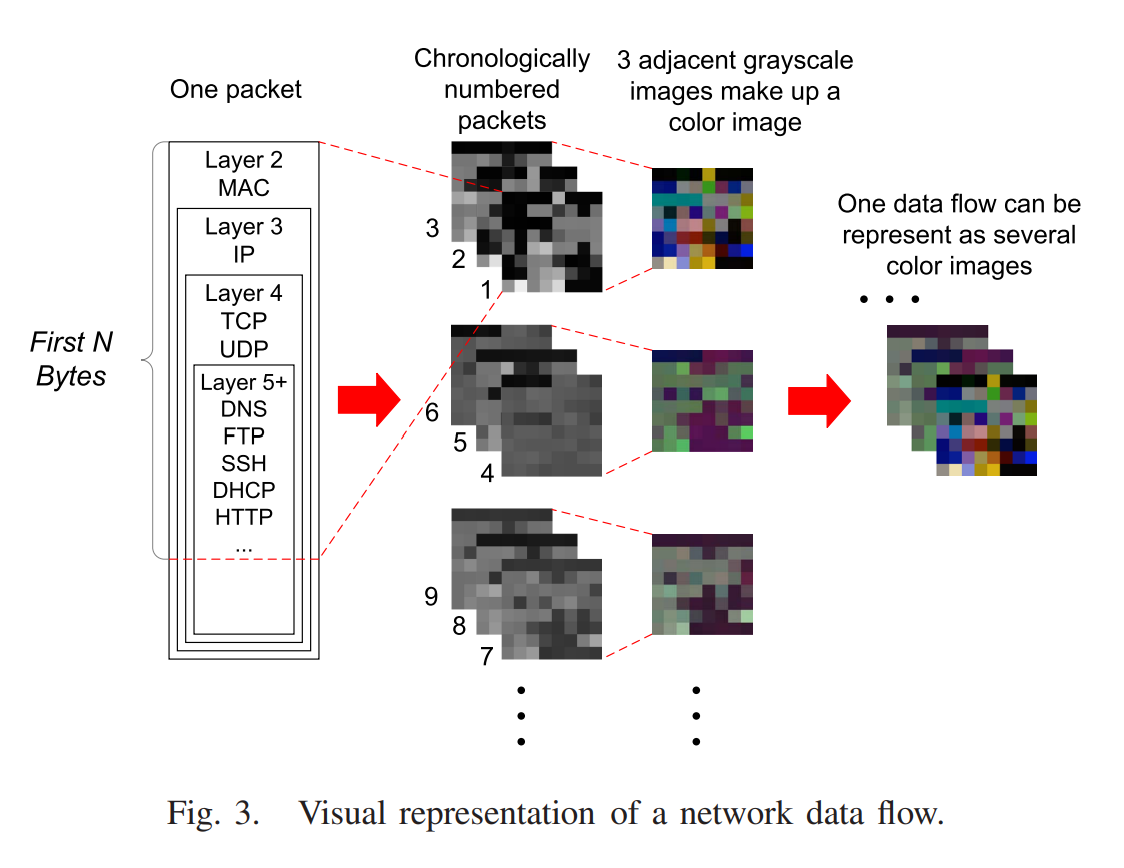 One packet
Layer 2
MAC
Layer 3
IP
Layer 4
TCP
UDP
Layer 5+
DNS
FTP
SSH
DHCP
HTTP
...
First N
Bytes
Chronologically
numbered
packets
3
2
1
6
5
4
9
8
7
3 adjacent grayscale
images make up a
color image
One data flow can be
represent as several
color images
Fig. 3. Visual representation of a network data flow.